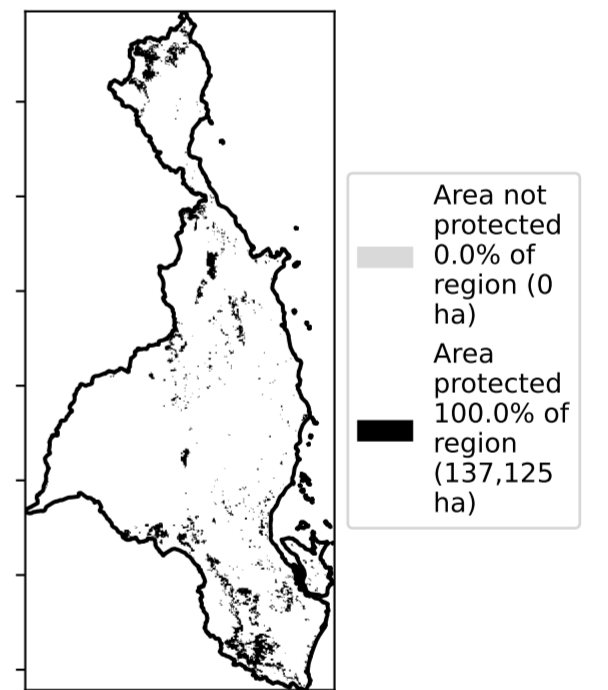 Area not
protected
0.0% of
region (0
ha)
Area
protected
100.0% of
region
(137,125
ha)